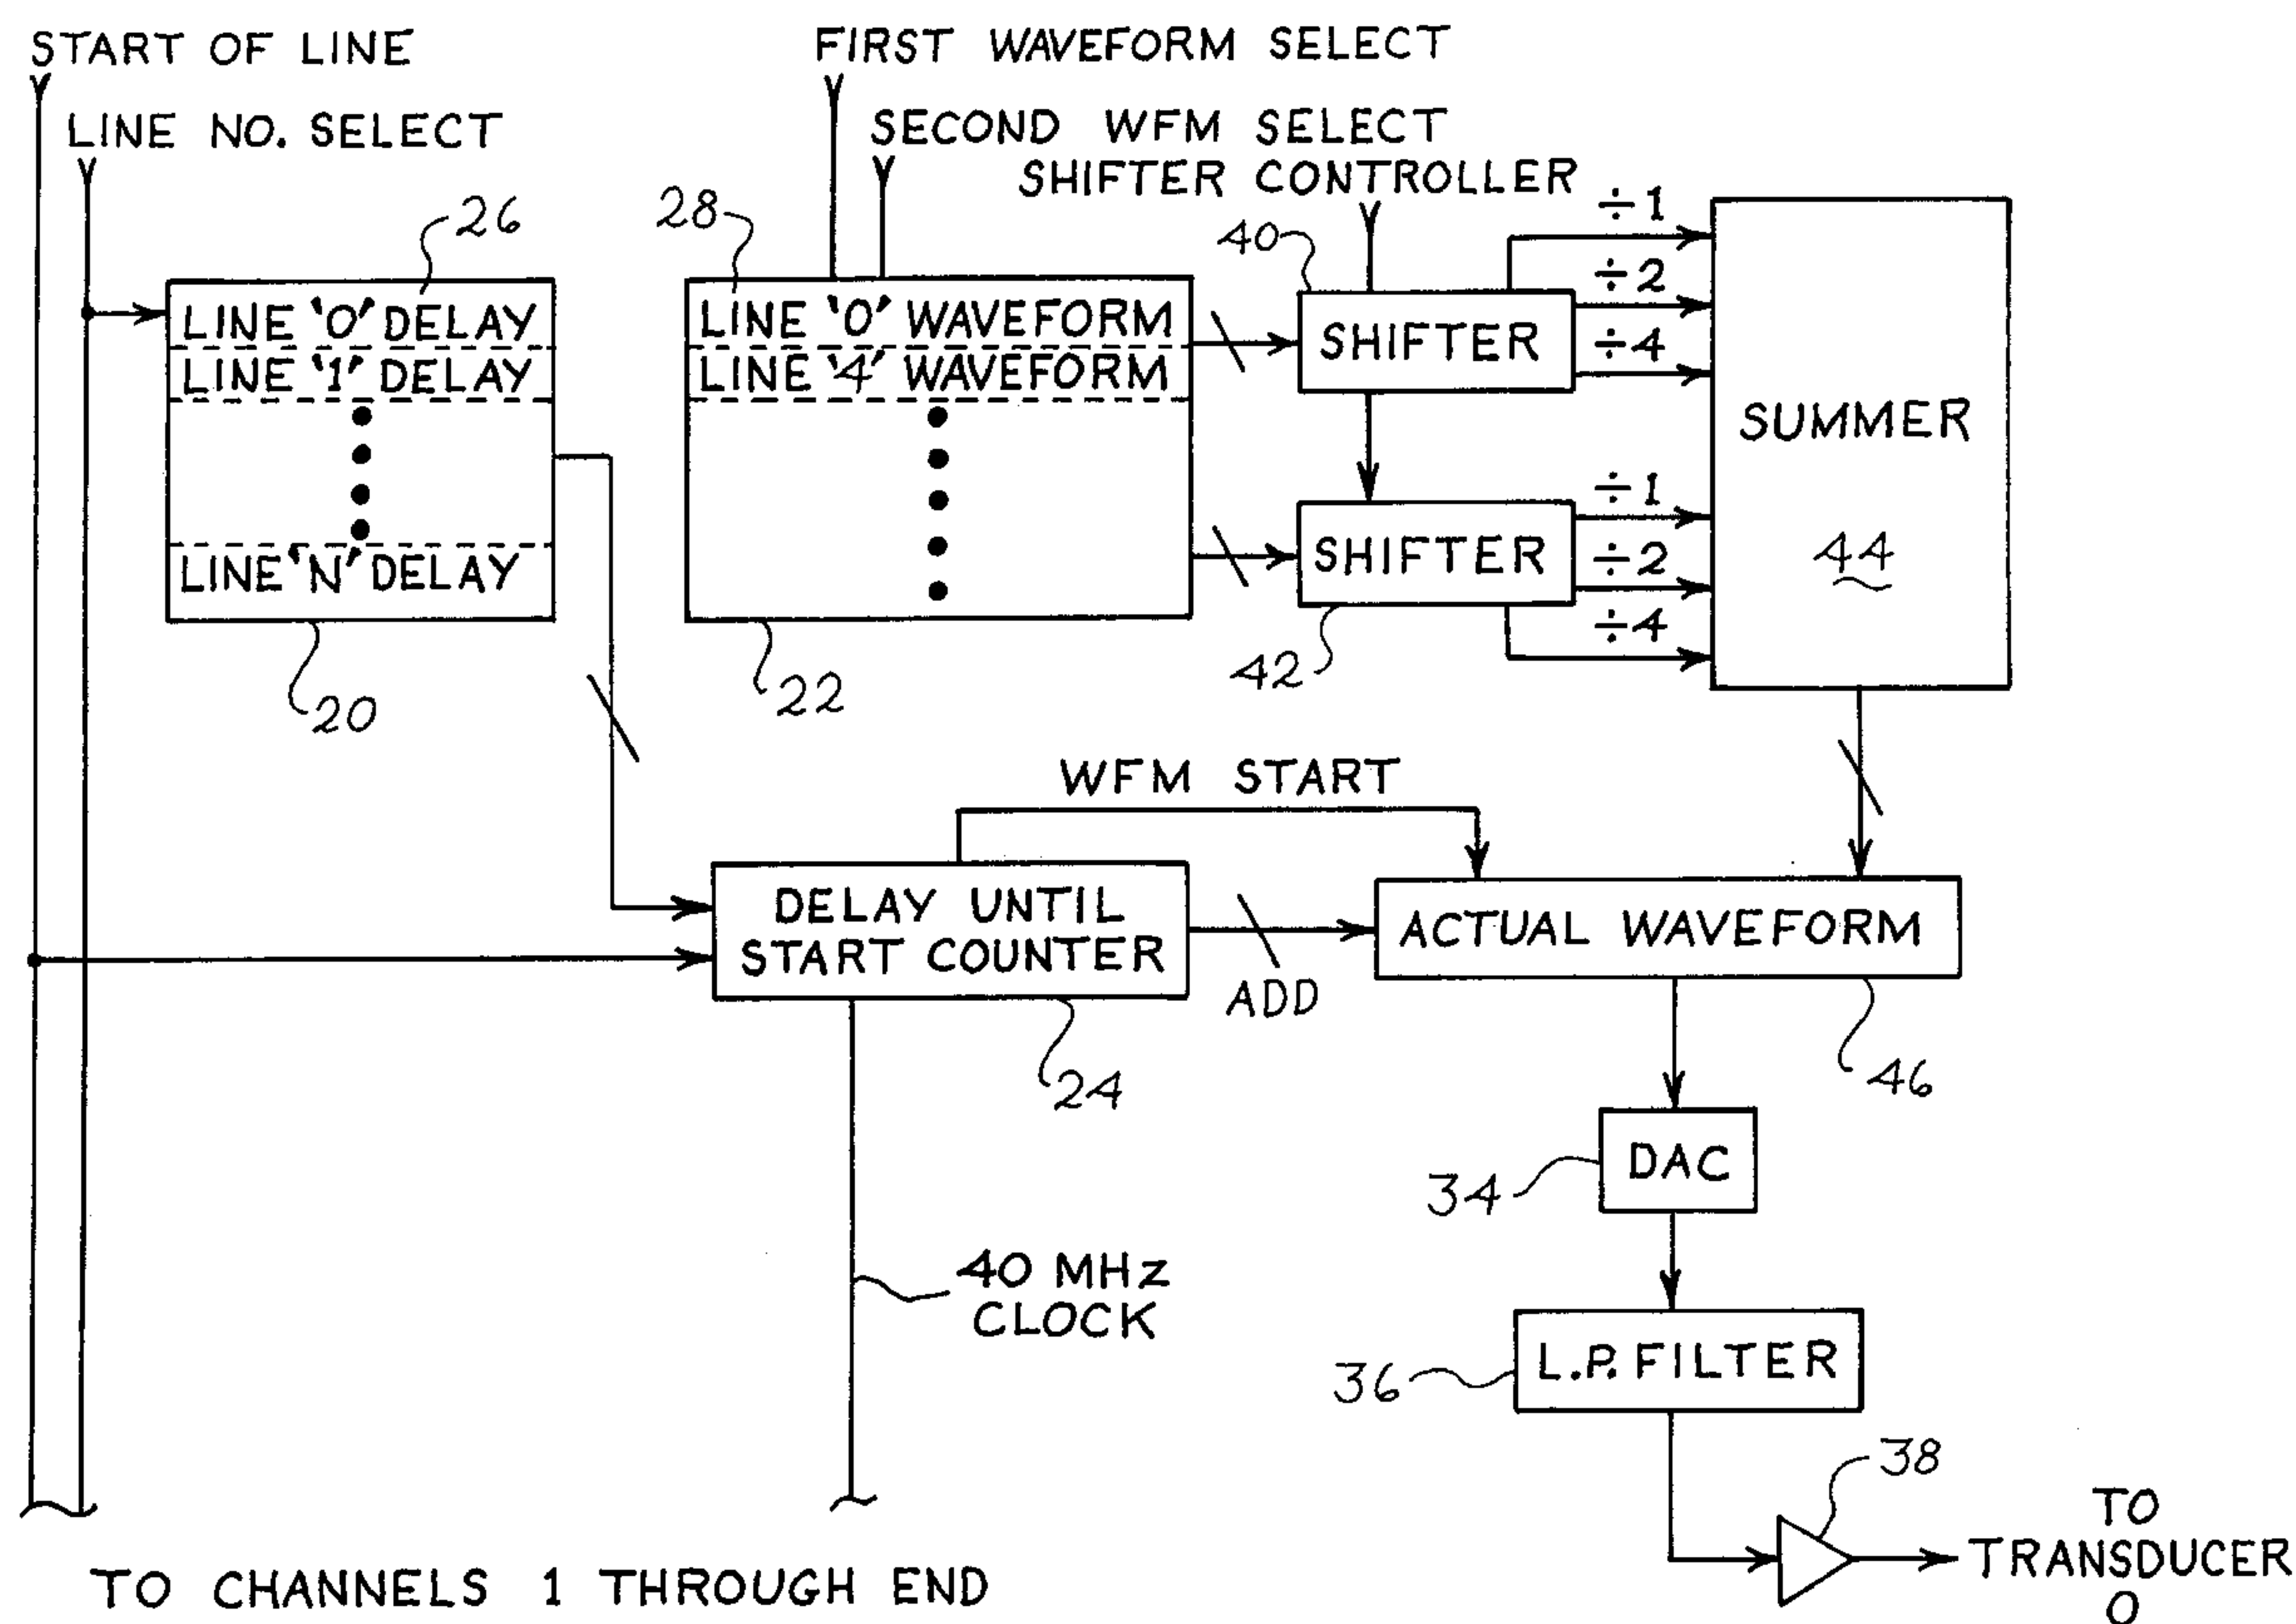 START OF LINE
LINE NO. SELECT
FIRST WAVEFORM SELECT
SECOND WFM SELECT
SHIFTER CONTROLLER
26
28
40
÷1
÷2
÷4
LINE '0' DELAY
LINE '1' DELAY
LINE 'N' DELAY
20
LINE '0' WAVEFORM
LINE '4' WAVEFORM
22
SHIFTER
SHIFTER
42
÷1
÷2
÷4
SUMMER
44
WFM START
DELAY UNTIL
START COUNTER
24
ADD
ACTUAL WAVEFORM
46
40 MHz
CLOCK
34
DAC
36
L.P. FILTER
38
TO
TRANSDUCER
0
TO CHANNELS 1 THROUGH END